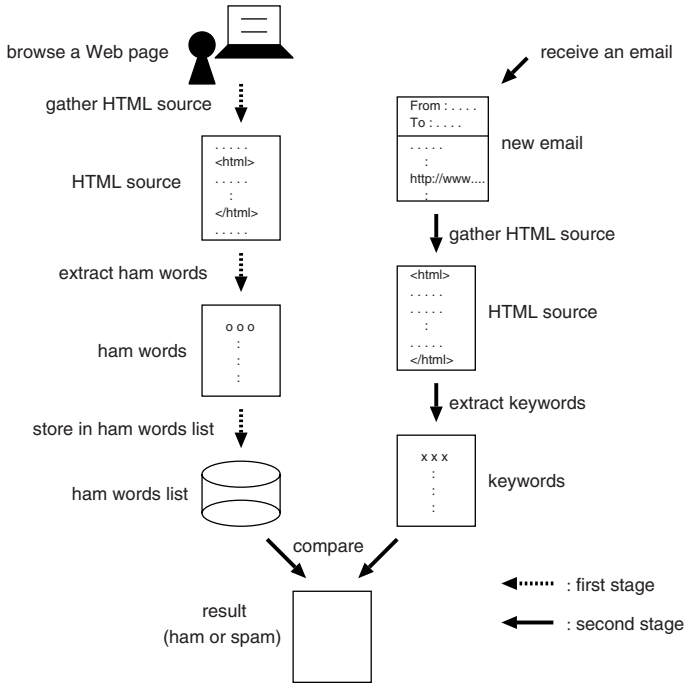 browse a Web page
gather HTML source
HTML source
. . . . .
<html>
. . . . .
:
</html>
. . . . .
extract ham words
ham words
o o o
:
:
:
store in ham words list
ham words list
receive an email
From : . . . .
To : . . . .
new email
. . . . .
:
http://www....
:
gather HTML source
<html>
. . . . .
. . . . .
:
. . . . .
</html>
HTML source
extract keywords
x x x
:
:
:
keywords
compare
result
(ham or spam)
: first stage
: second stage